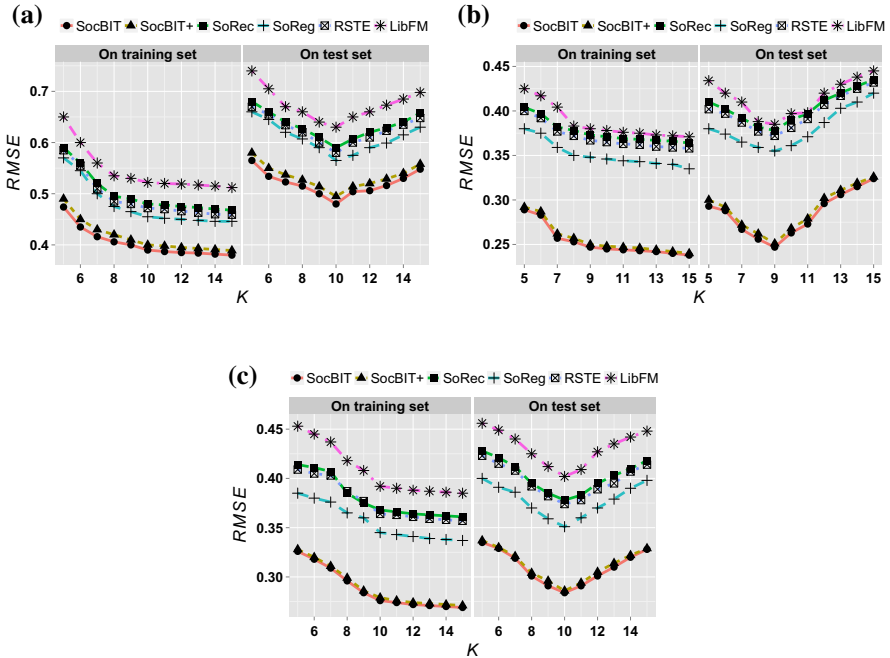 (a)
SocBIT SocBIT+ SoRec SoReg RSTE LibFM
On training set On test set
0.7
0.6
0.5
0.4
RMSE
6 8 10 12 14 6 8 10 12 14
K
(b)
SocBIT SocBIT+ SoRec SoReg RSTE LibFM
On training set On test set
0.45
0.40
0.35
0.30
0.25
RMSE
5 7 9 11 13 15 5 7 9 11 13 15
K
(c)
SocBIT SocBIT+ SoRec SoReg RSTE LibFM
On training set On test set
0.45
0.40
0.35
0.30
RMSE
6 8 10 12 14 6 8 10 12 14
K